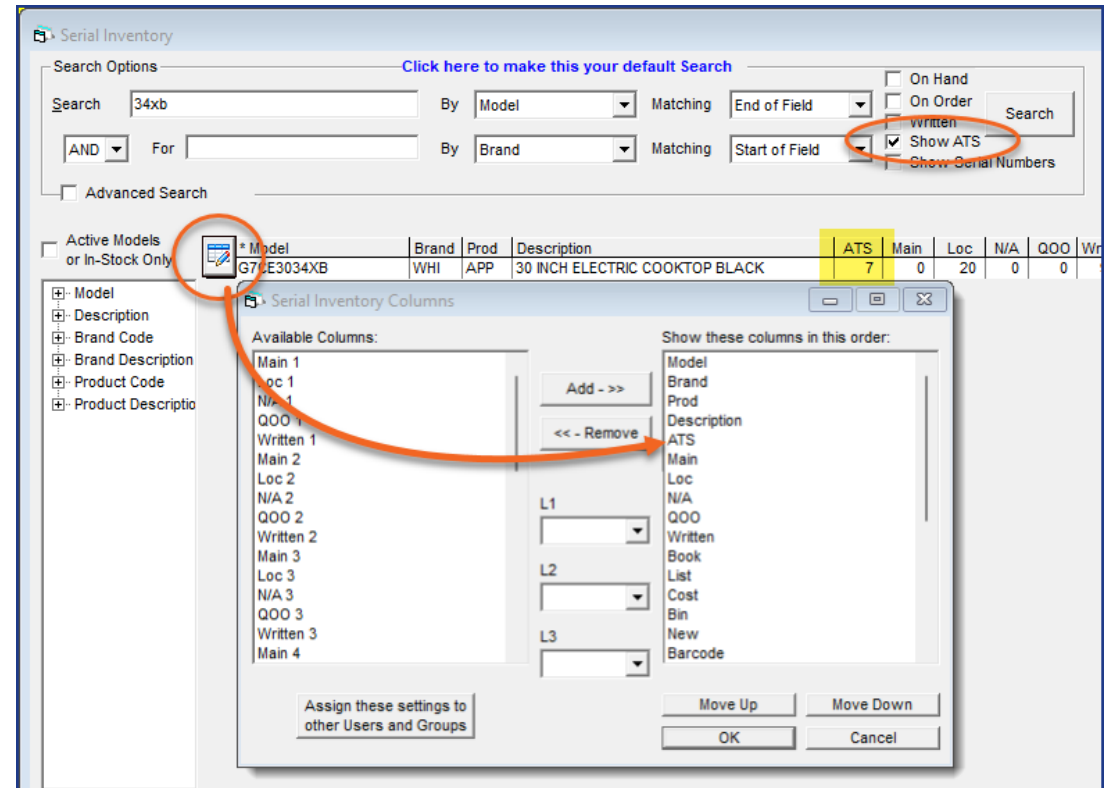 Serial Inventory
Search Options
Click here to make this your default Search
On Hand
Search 34xb By Model Matching End of Field On Order
Search
Written
AND For By Brand Matching Start of Field Show ATS
Show Serial Numbers
Advanced Search
Active Models
or In-Stock Only
* Model Brand Prod Description ATS Main Loc N/A QOO Wr
G7CE3034XB WHI APP 30 INCH ELECTRIC COOKTOP BLACK 7 0 20 0 0
Model
Description
Brand Code
Brand Description
Product Code
Product Descriptio
Serial Inventory Columns
Available Columns:
Main 1
Loc 1
N/A 1
QOO 1
Written 1
Main 2
Loc 2
N/A 2
QOO 2
Written 2
Main 3
Loc 3
N/A 3
QOO 3
Written 3
Main 4
Add - >>
<< - Remove
L1
L2
L3
Show these columns in this order:
Model
Brand
Prod
Description
ATS
Main
Loc
N/A
QOO
Written
Book
List
Cost
Bin
New
Barcode
Assign these settings to
other Users and Groups
Move Up Move Down
OK Cancel